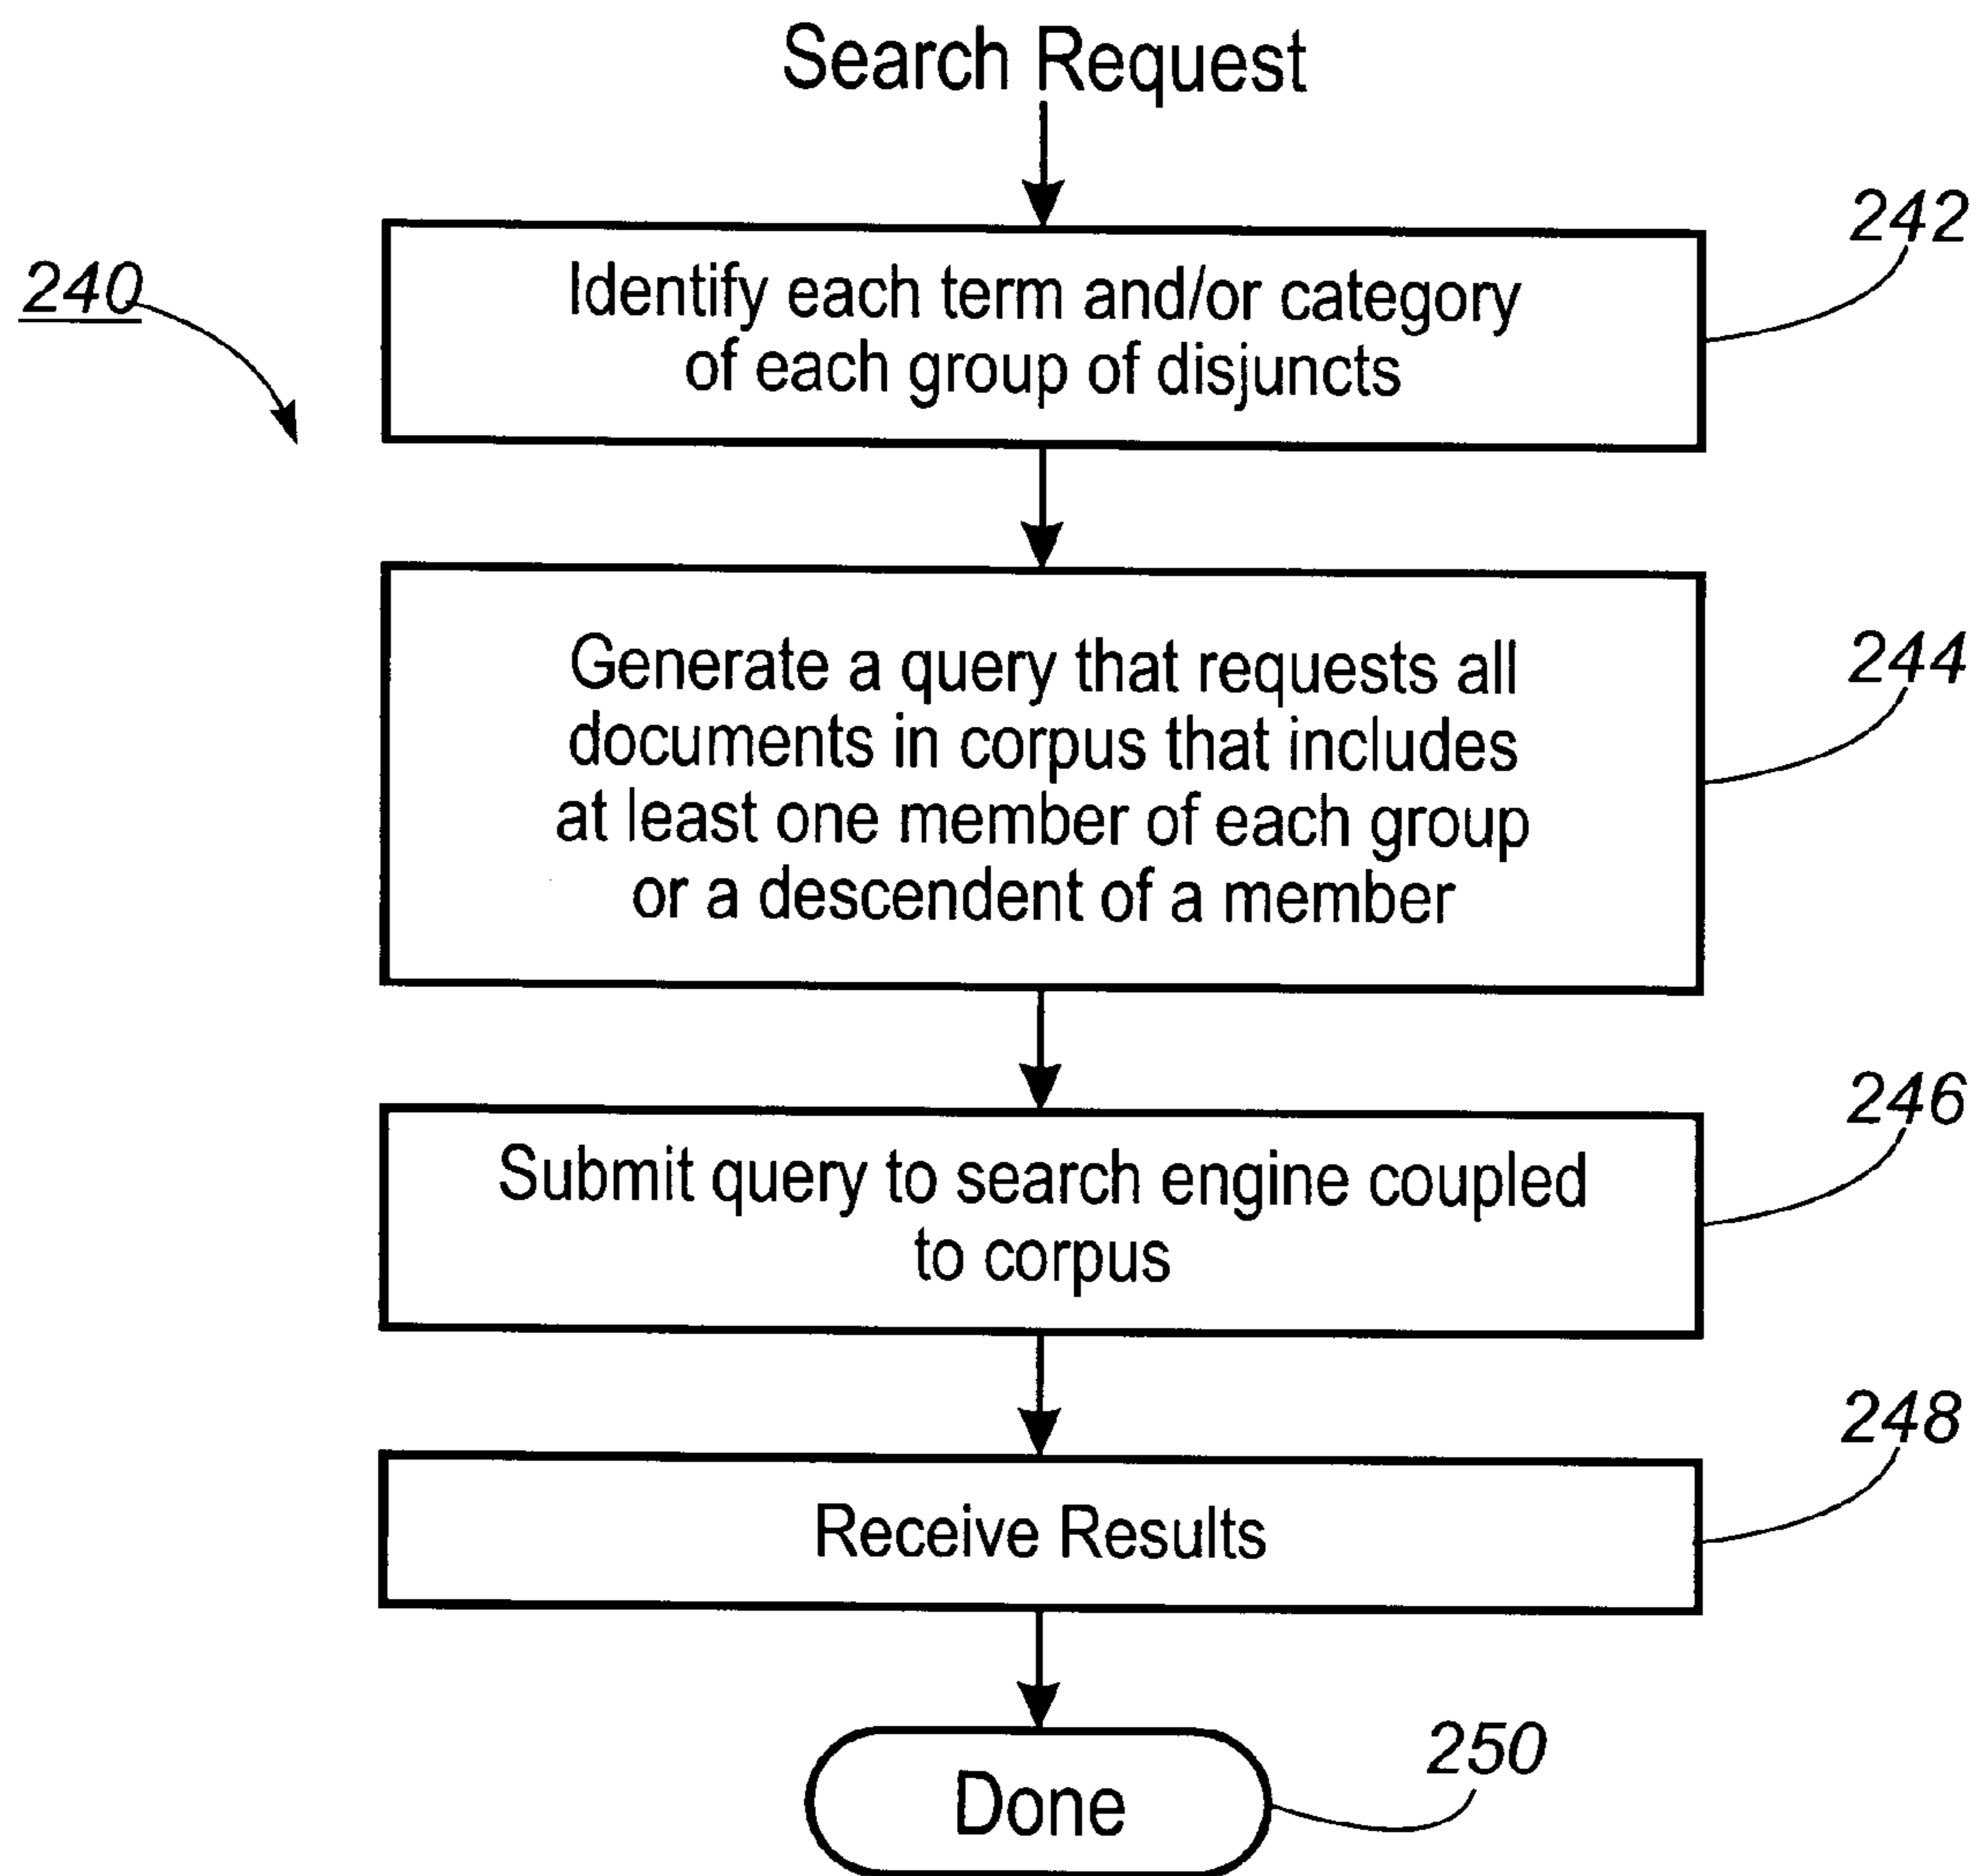 Search Request
242
240
Identify each term and/or category
of each group of disjuncts
244
Generate a query that requests all
documents in corpus that includes
at least one member of each group
or a descendent of a member
246
Submit query to search engine coupled
to corpus
248
Receive Results
250
Done